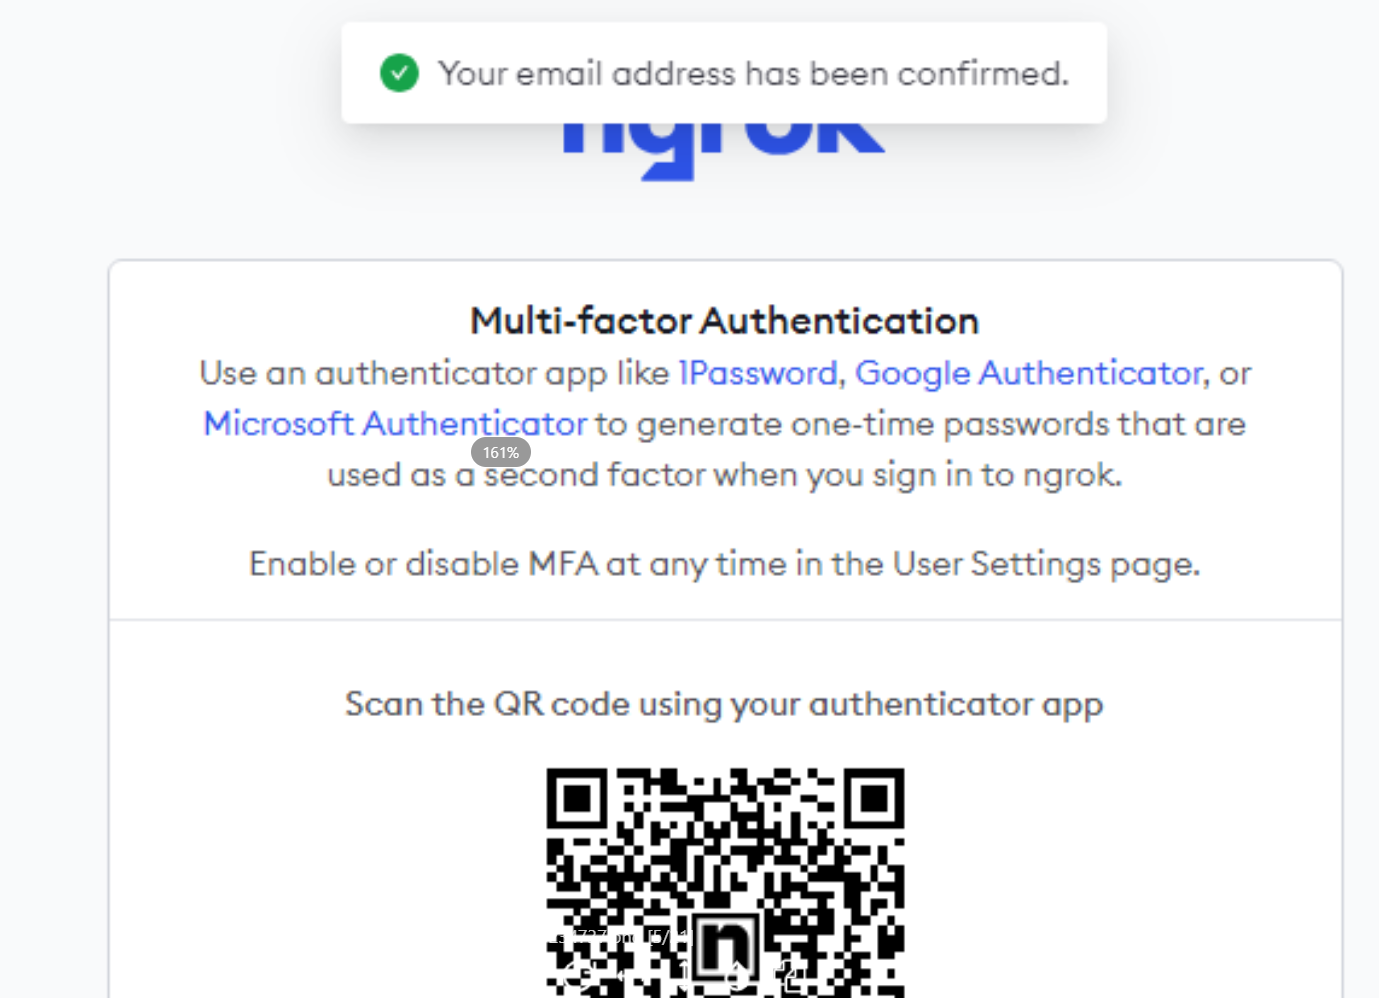 Your email address has been confirmed.
ngrok
Multi-factor Authentication
Use an authenticator app like 1Password, Google Authenticator, or
Microsoft Authenticator to generate one-time passwords that are
161%
used as a second factor when you sign in to ngrok.
Enable or disable MFA at any time in the User Settings page.
Scan the QR code using your authenticator app
n